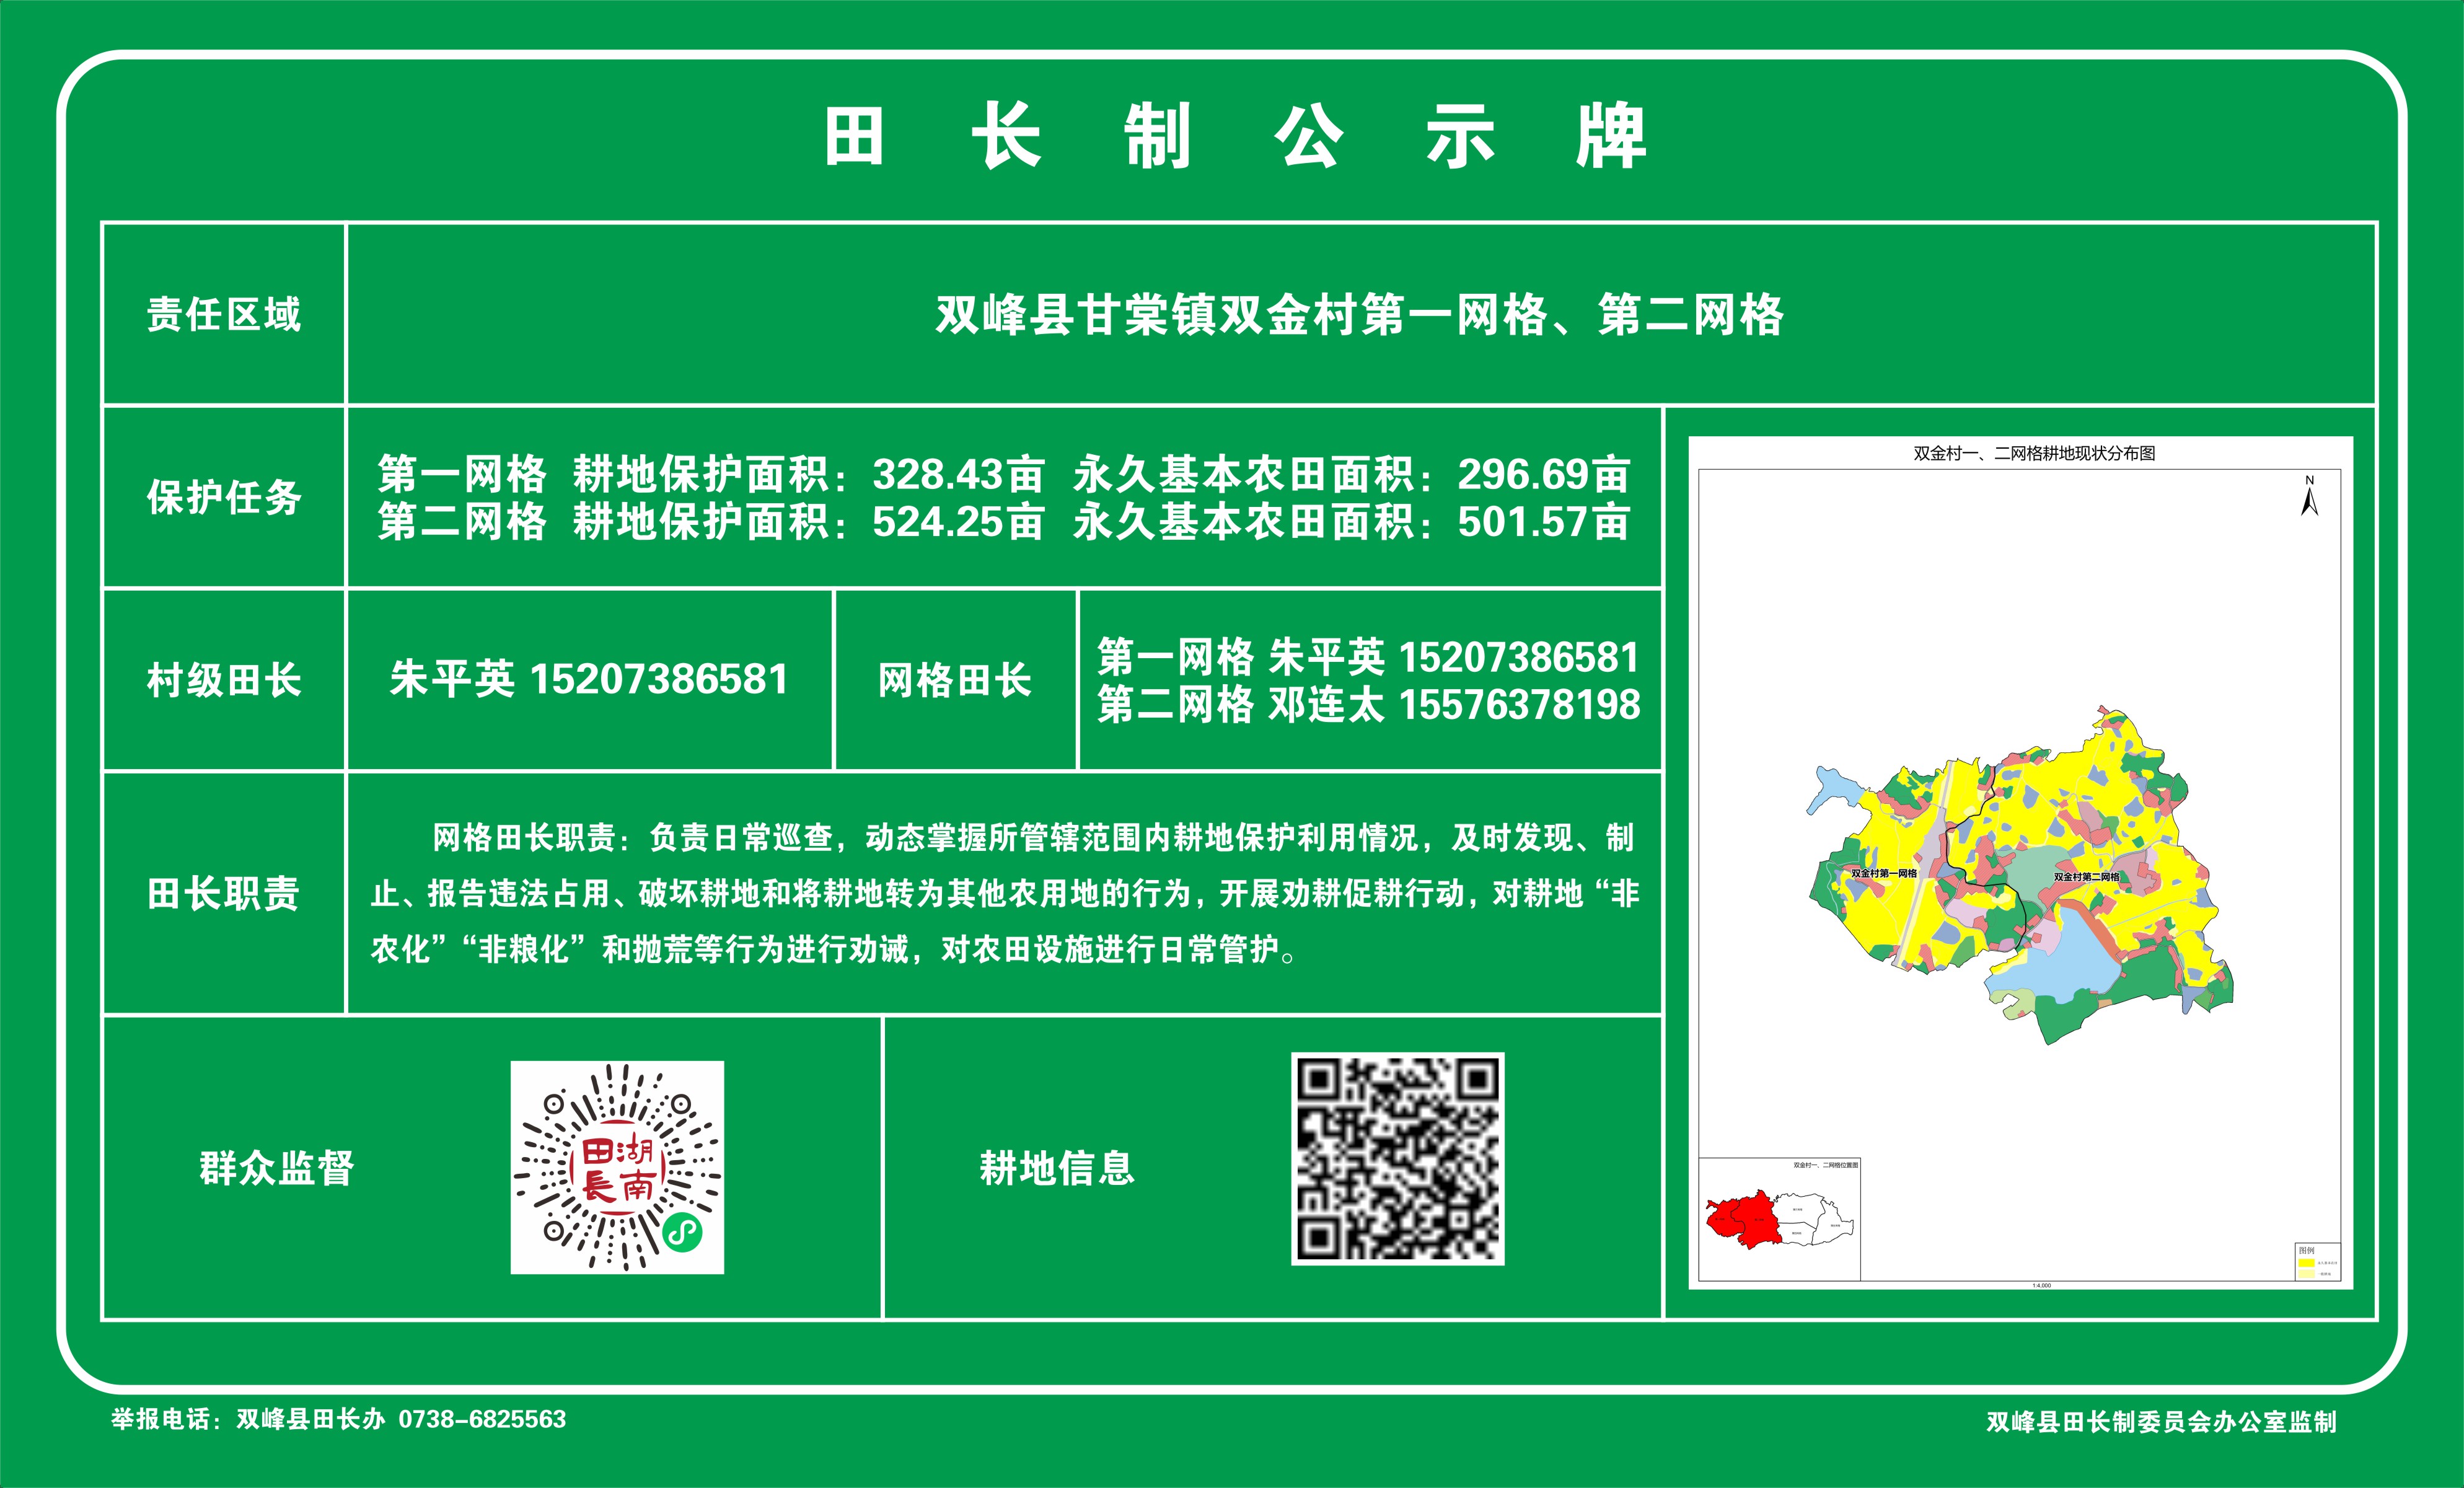 田长制公示牌
责任区域
双峰县甘棠镇双金村第一网格、第二网格
保护任务
第一网格 耕地保护面积：328.43亩 永久基本农田面积：296.69亩
第二网格 耕地保护面积：524.25亩 永久基本农田面积：501.57亩
村级田长
朱平英 15207386581
网格田长
第一网格 朱平英 15207386581
第二网格 邓连太 15576378198
田长职责
网格田长职责：负责日常巡查，动态掌握所管辖范围内耕地保护利用情况，及时发现、制
止、报告违法占用、破坏耕地和将耕地转为其他农用地的行为，开展劝耕促耕行动，对耕地“非
农化”“非粮化”和抛荒等行为进行劝诫，对农田设施进行日常管护。
群众监督
湖南
田長
耕地信息
双金村一、二网格耕地现状分布图
N
双金村第一网格
双金村第二网格
双金村一、二网格位置图
图例
1:4,000
举报电话：双峰县田长办 0738-6825563
双峰县田长制委员会办公室监制